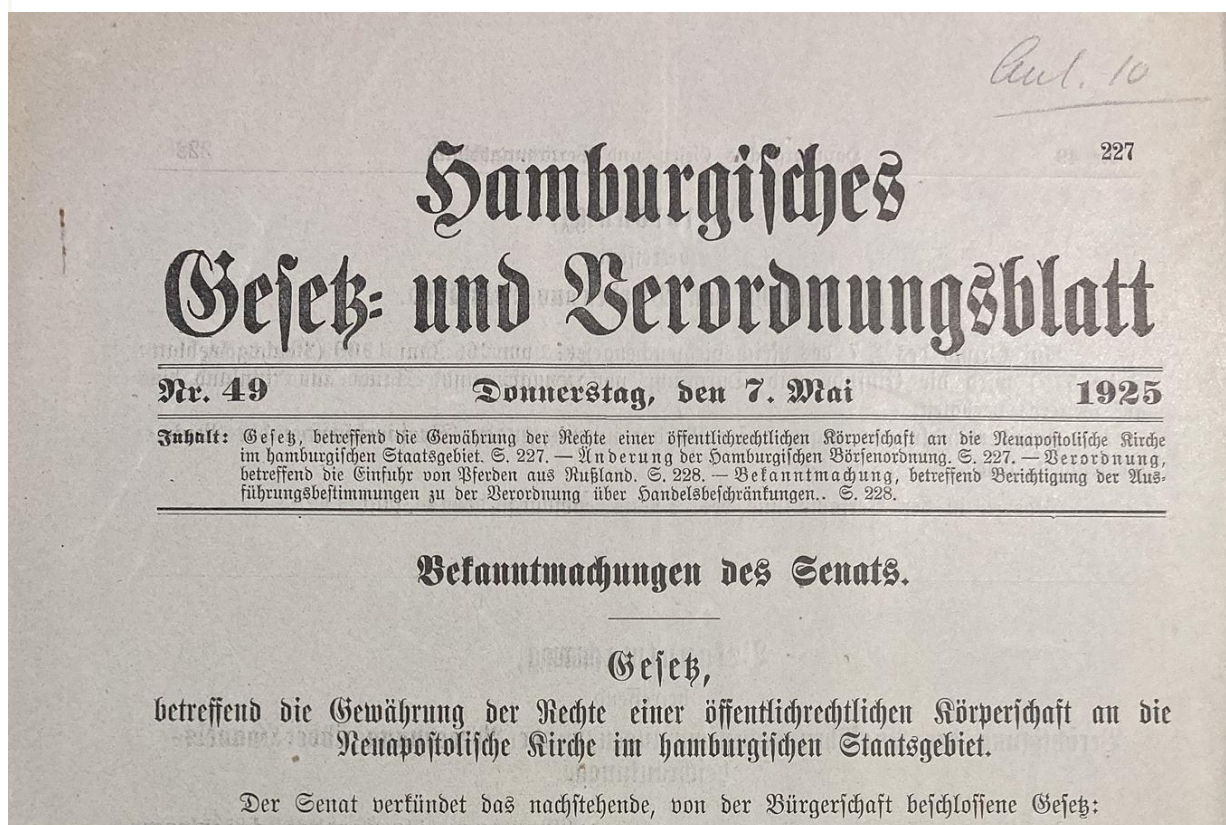 Anl. 10
227
Hamburgisches
Gesetz- und Verordnungsblatt
Nr. 49 Donnerstag, den 7. Mai 1925
Inhalt: Gesetz, betreffend die Gewährung der Rechte einer öffentlichrechtlichen Körperschaft an die Neuapostolische Kirche
im hamburgischen Staatsgebiet. S. 227. — Änderung der Hamburgischen Börsenordnung. S. 227. — Verordnung,
betreffend die Einfuhr von Pferden aus Rußland. S. 228. — Bekanntmachung, betreffend Berichtigung der Aus-
führungsbestimmungen zu der Verordnung über Handelsbeschränkungen.. S. 228.
Bekanntmachungen des Senats.
Gesetz,
betreffend die Gewährung der Rechte einer öffentlichrechtlichen Körperschaft an die
Neuapostolische Kirche im hamburgischen Staatsgebiet.
Der Senat verkündet das nachstehende, von der Bürgerschaft beschlossene Gesetz: